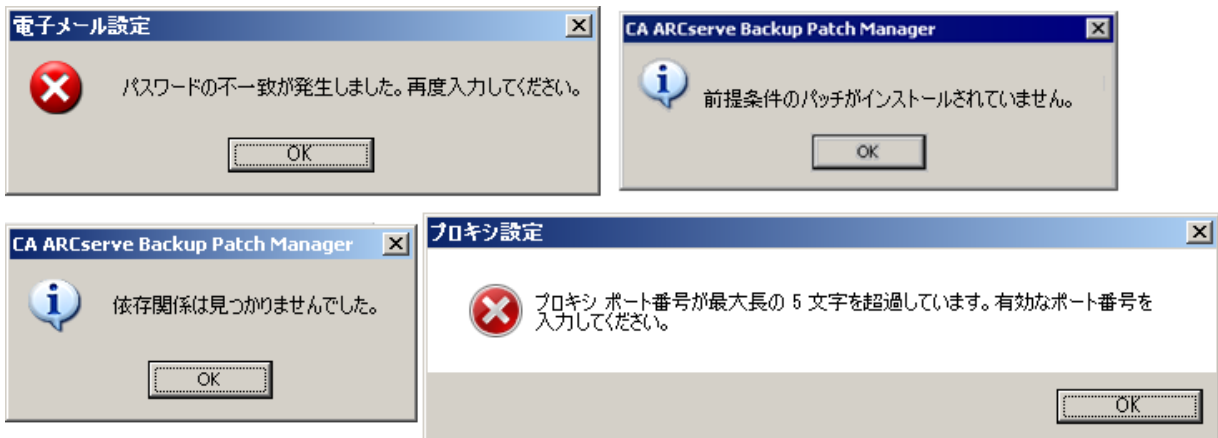 電子メール設定
パスワードの不一致が発生しました。再度入力してください。
OK
CA ARCserve Backup Patch Manager
前提条件のパッチがインストールされていません。
OK
CA ARCserve Backup Patch Manager
依存関係は見つかりませんでした。
OK
プロキシ設定
プロキシ ポート番号が最大長の 5 文字を超過しています。有効なポート番号を
入力してください。
OK